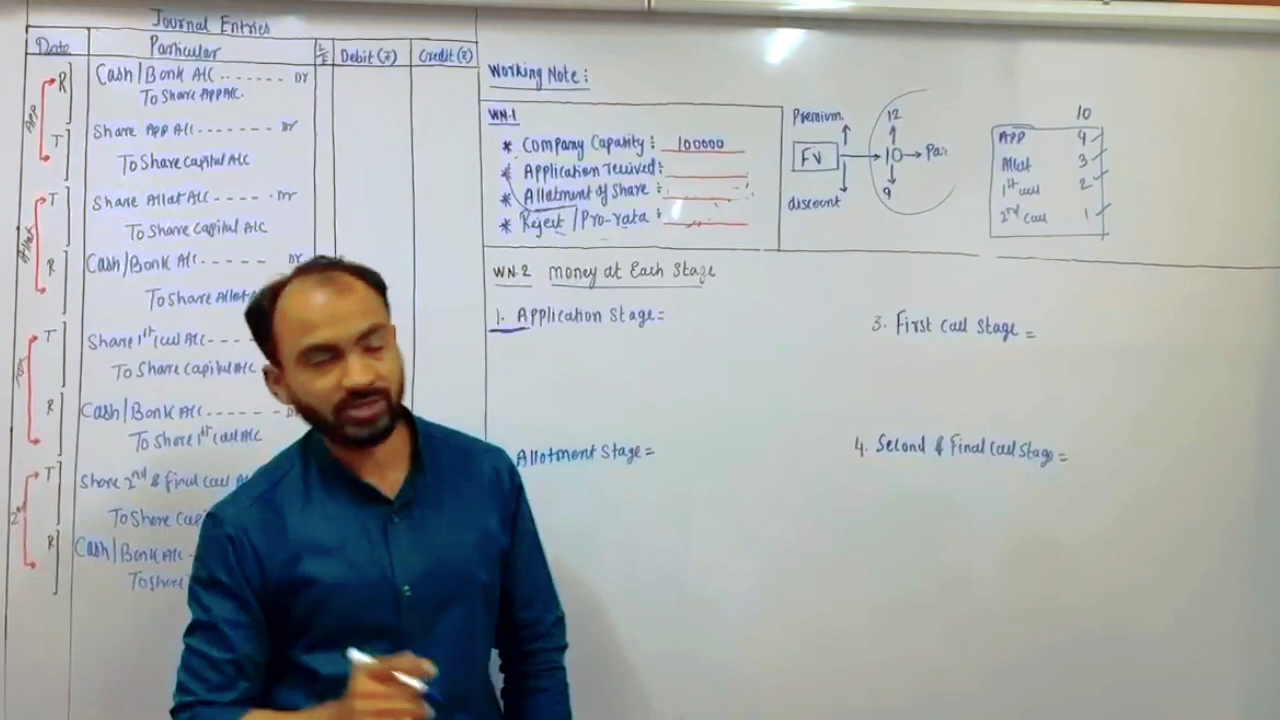 Journal Entries
Date Particular L/F Debit (₹) Credit (₹)
App
R Cash/Bank A/c ....... Dr
To Share App A/c.
T Share App A/c ------- Dr
To Share capital A/c
Allot
T Share Allot A/c ---- Dr
To Share Capital A/c
R Cash/Bank A/c ----- Dr
To Share Allot
T Share 1st call A/c ---
To Share Capital A/c
R Cash/Bank A/c ------ D
To Share 1st call A/c
2nd
T Share 2nd & final call A
To Share Cap
R Cash/Bank A/c -
To Share
Working Note:
WN.1
* Company Capacity: 100000
* Application received:
* Allotment of Share:
* Reject/Pro-rata:
Premium. 12
FV 10 Par
discount 9
10
APP 4
Allot 3
1st call 2
2nd call 1
WN.2 Money at Each Stage
1. Application Stage=
3. First Call Stage =
Allotment Stage=
4. Second & Final Call Stage=